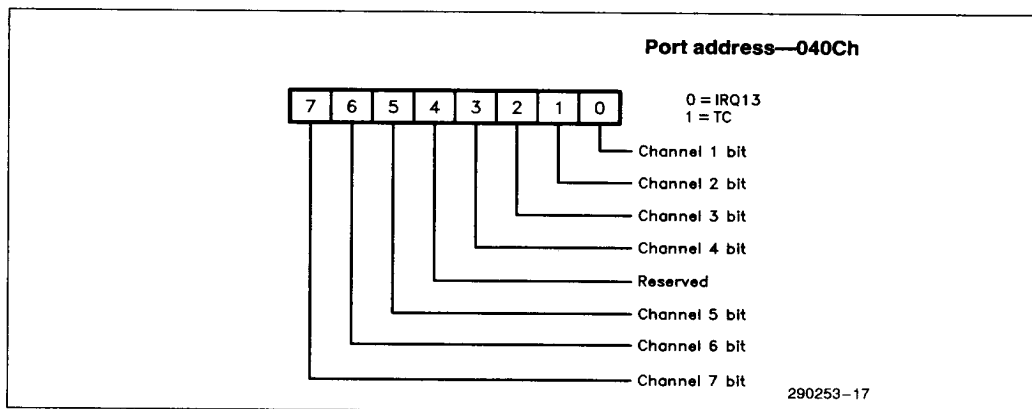 Port address—040Ch
7 6 5 4 3 2 1 0
0 = IRQ13
1 = TC
Channel 1 bit
Channel 2 bit
Channel 3 bit
Channel 4 bit
Reserved
Channel 5 bit
Channel 6 bit
Channel 7 bit
290253–17